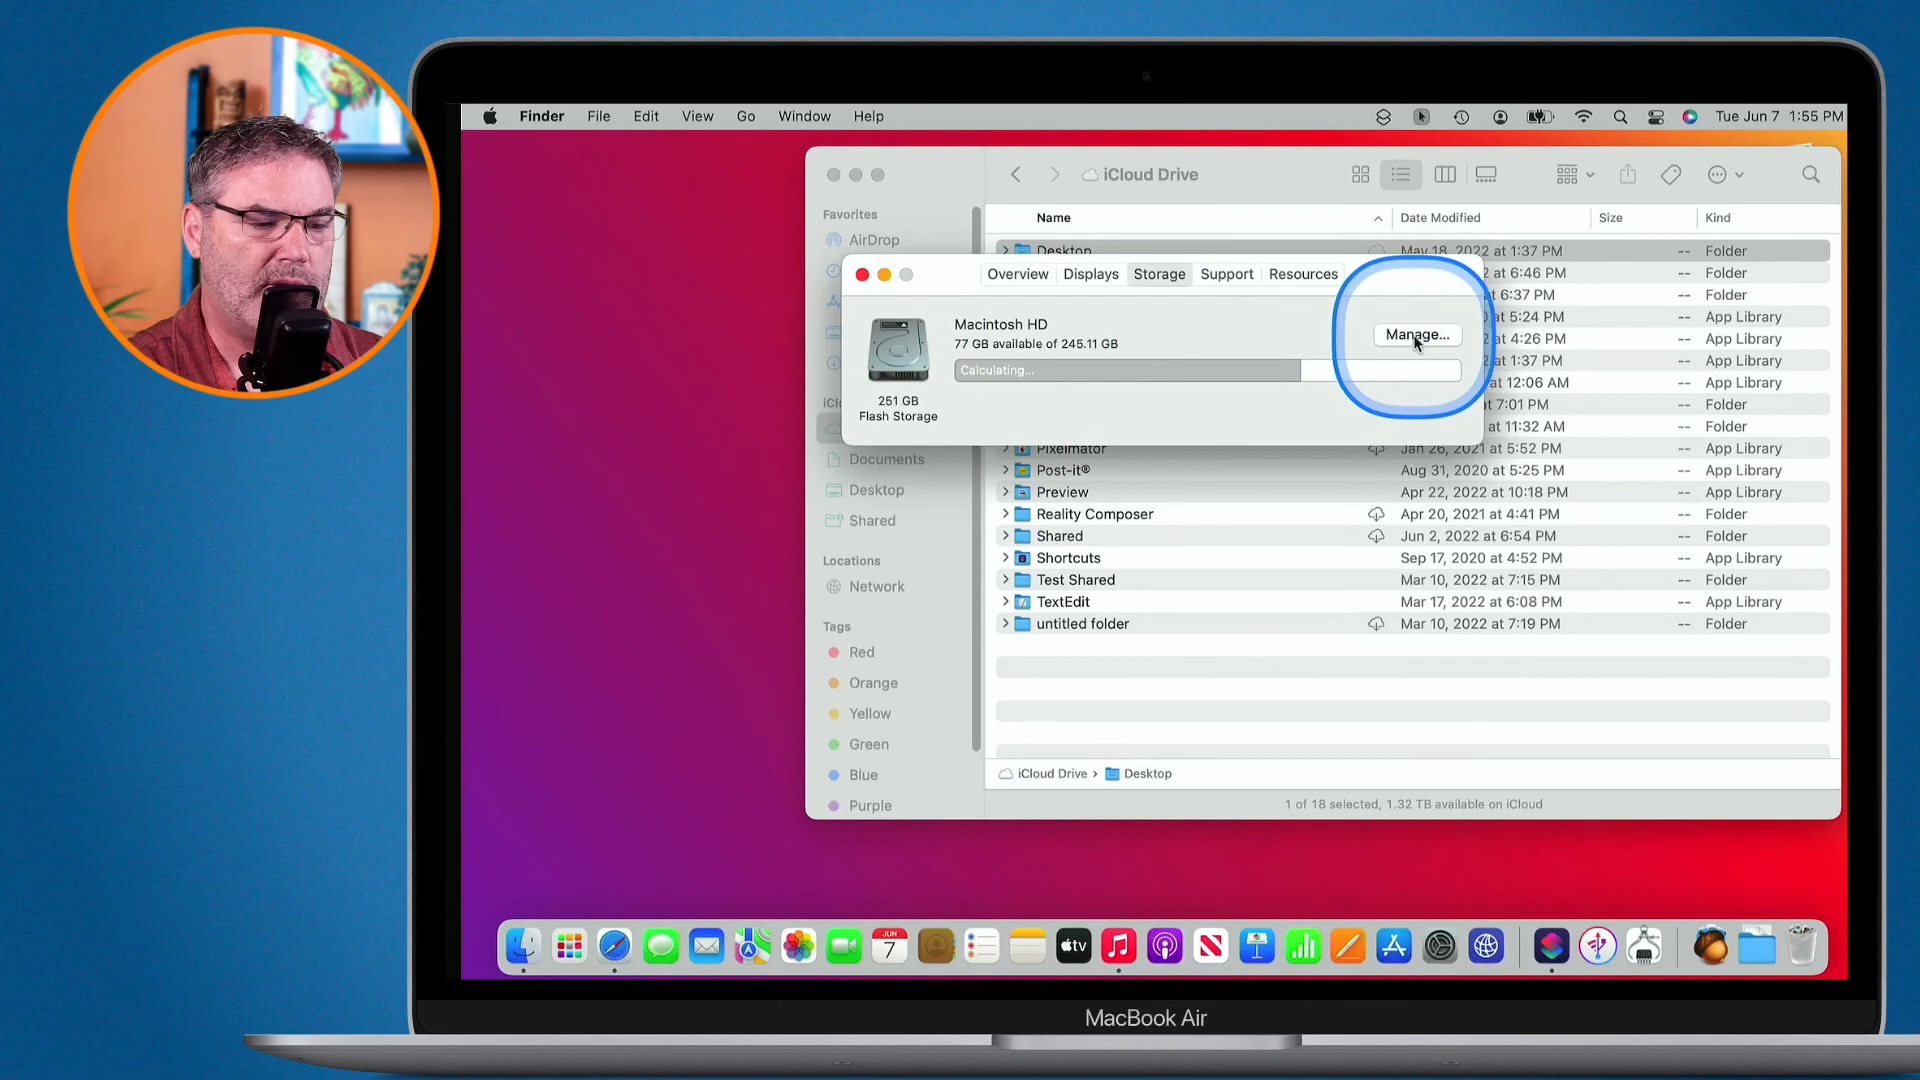 Finder File Edit View Go Window Help Tue Jun 7 1:55 PM
iCloud Drive
Favorites
AirDrop
Name Date Modified Size Kind
Desktop May 18, 2022 at 1:37 PM -- Folder
2 at 6:46 PM -- Folder
t 6:37 PM -- Folder
0 at 5:24 PM -- App Library
at 4:26 PM -- App Library
at 1:37 PM -- App Library
at 12:06 AM -- Folder
t 7:01 PM -- Folder
at 11:32 AM -- Folder
Overview Displays Storage Support Resources
Macintosh HD
77 GB available of 245.11 GB
Manage...
Calculating...
251 GB
Flash Storage
Documents
Desktop
Shared
Locations
Network
Tags
Red
Orange
Yellow
Green
Blue
Purple
Pixelmator Jan 26, 2021 at 5:52 PM -- App Library
Post-it® Aug 31, 2020 at 5:25 PM -- App Library
Preview Apr 22, 2022 at 10:18 PM -- App Library
Reality Composer Apr 20, 2021 at 4:41 PM -- Folder
Shared Jun 2, 2022 at 6:54 PM -- Folder
Shortcuts Sep 17, 2020 at 4:52 PM -- App Library
Test Shared Mar 10, 2022 at 7:15 PM -- Folder
TextEdit Mar 17, 2022 at 6:08 PM -- App Library
untitled folder Mar 10, 2022 at 7:19 PM -- Folder
iCloud Drive › Desktop
1 of 18 selected, 1.32 TB available on iCloud
JUN
7
tv
MacBook Air